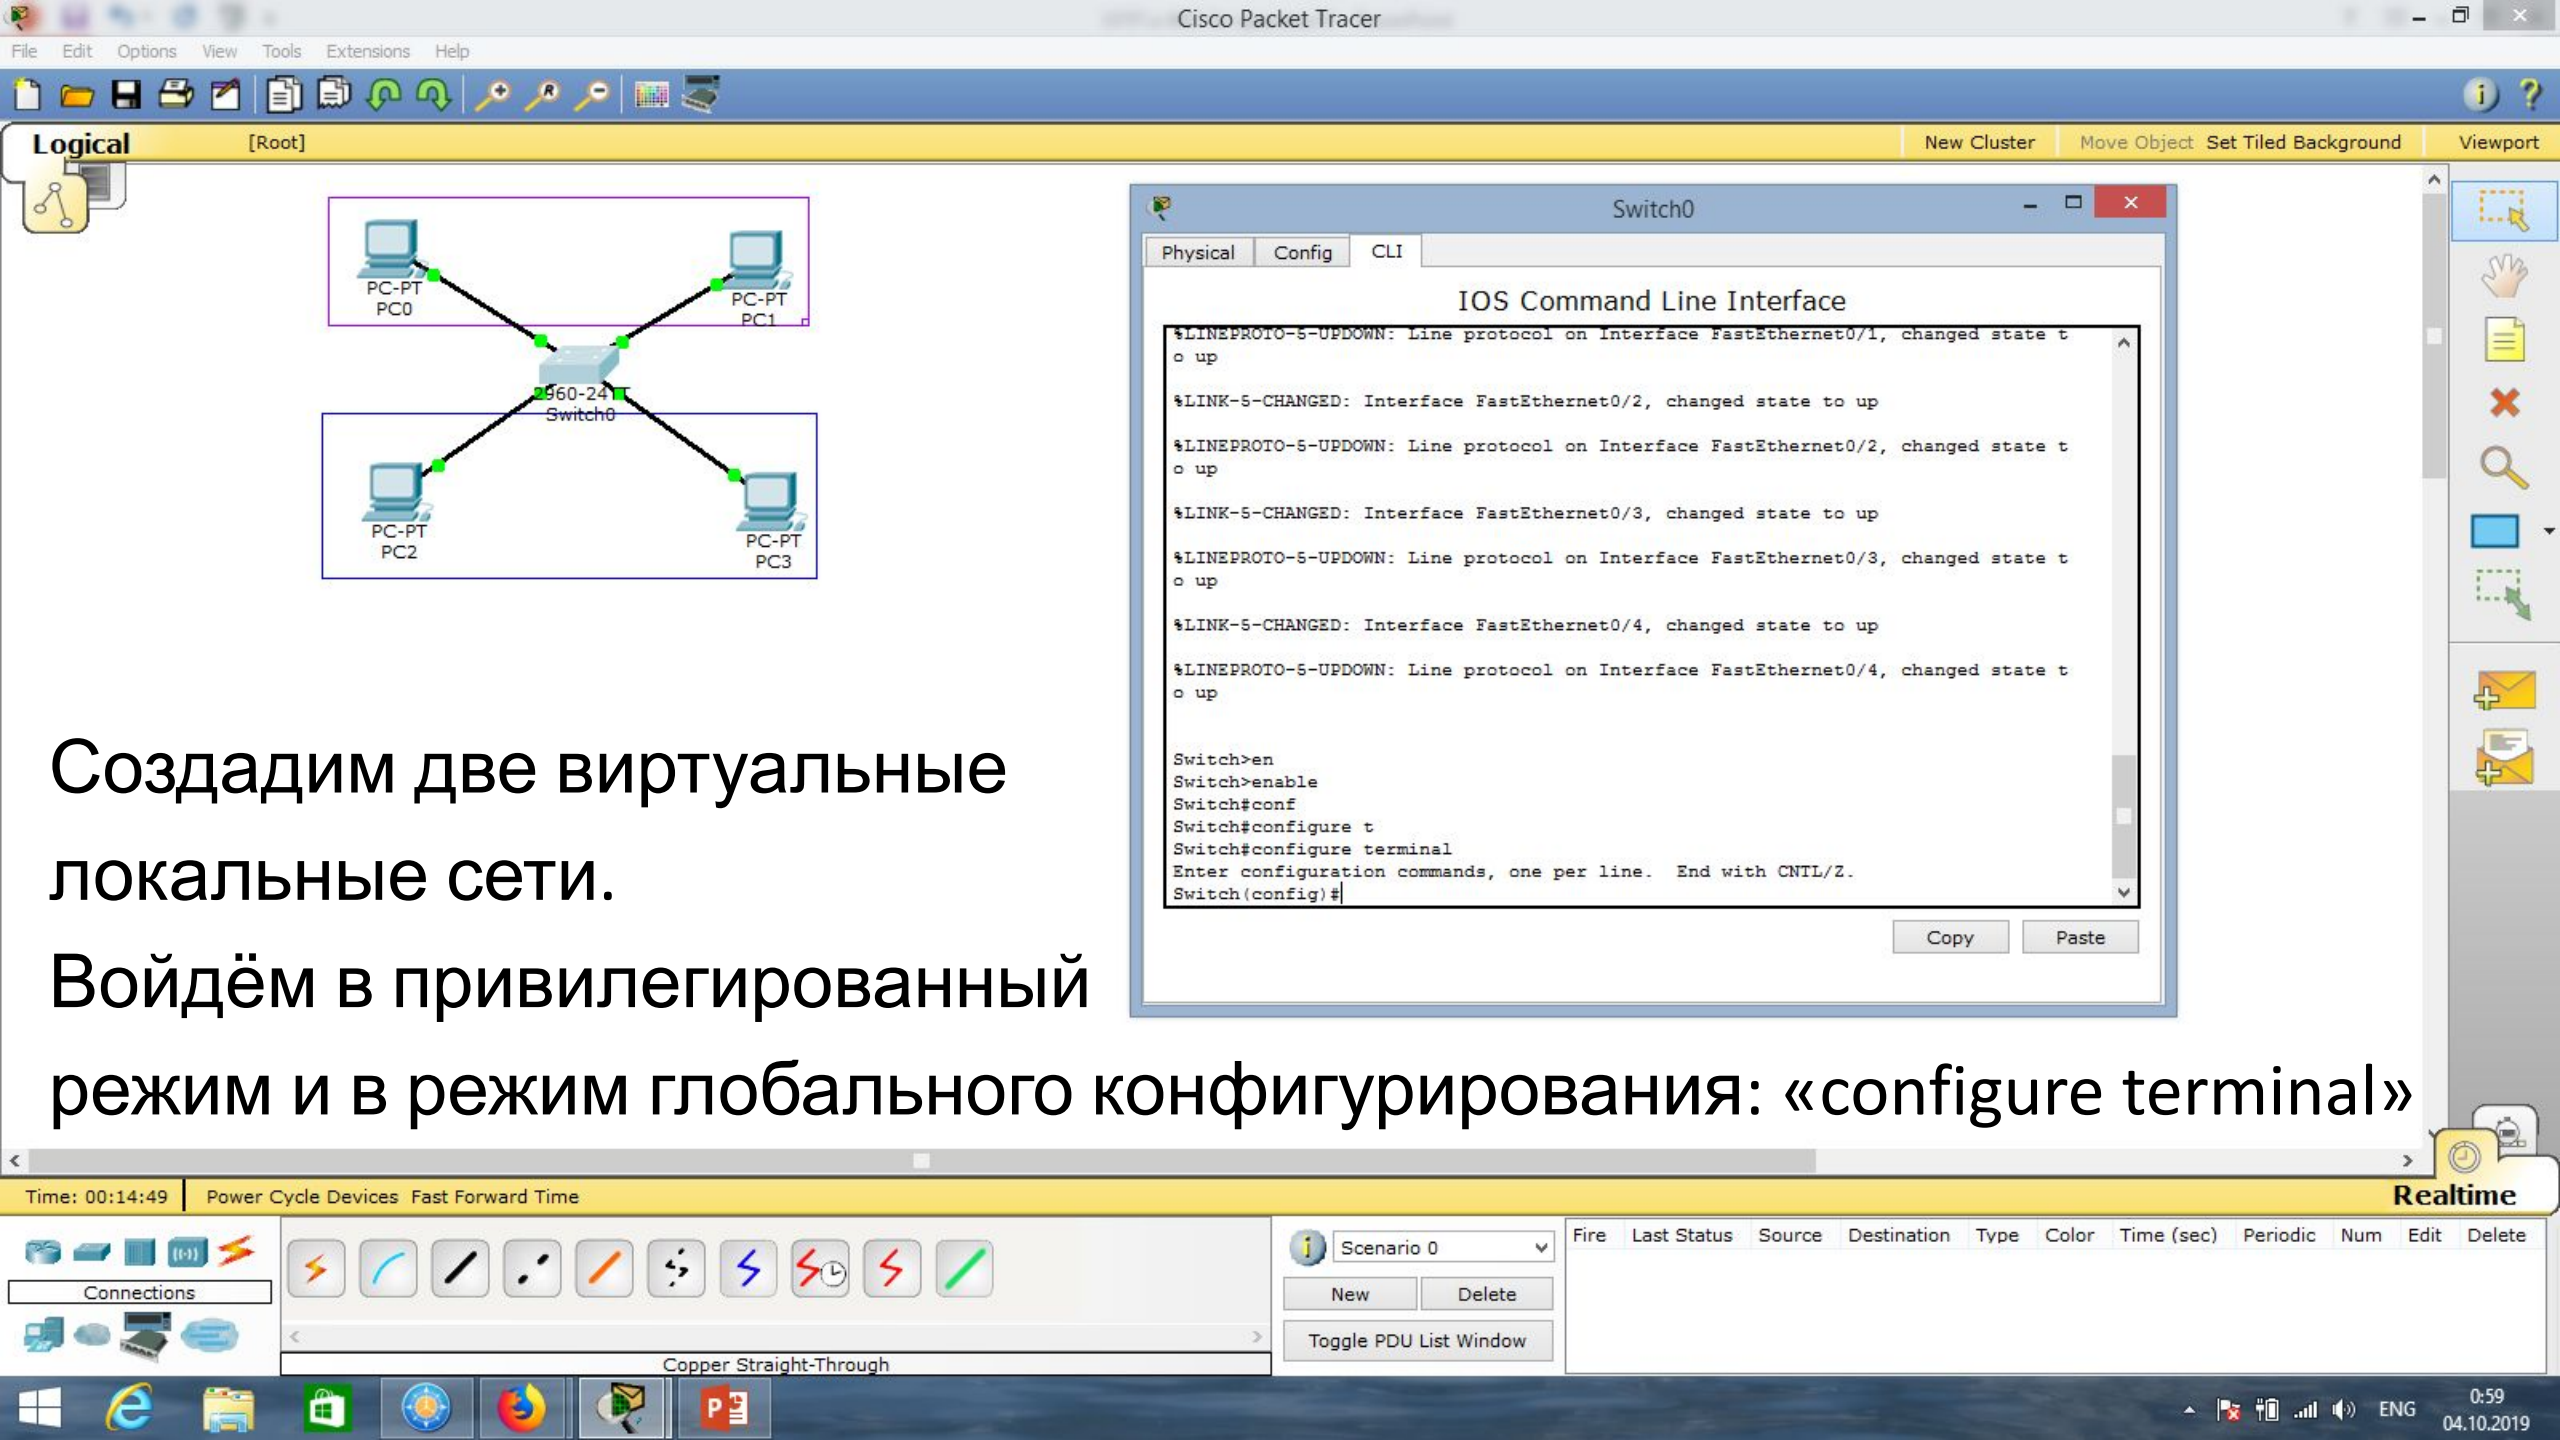 Cisco Packet Tracer
File Edit Options View Tools Extensions Help
Logical [Root] New Cluster Move Object Set Tiled Background Viewport
PC-PT
PC0
PC-PT
PC1
2960-24TT
Switch0
PC-PT
PC2
PC-PT
PC3
Switch0
Physical Config CLI
IOS Command Line Interface
%LINEPROTO-5-UPDOWN: Line protocol on Interface FastEthernet0/1, changed state t
o up
%LINK-5-CHANGED: Interface FastEthernet0/2, changed state to up
%LINEPROTO-5-UPDOWN: Line protocol on Interface FastEthernet0/2, changed state t
o up
%LINK-5-CHANGED: Interface FastEthernet0/3, changed state to up
%LINEPROTO-5-UPDOWN: Line protocol on Interface FastEthernet0/3, changed state t
o up
%LINK-5-CHANGED: Interface FastEthernet0/4, changed state to up
%LINEPROTO-5-UPDOWN: Line protocol on Interface FastEthernet0/4, changed state t
o up
Switch>en
Switch>enable
Switch#conf
Switch#configure t
Switch#configure terminal
Enter configuration commands, one per line. End with CNTL/Z.
Switch(config)#
Copy Paste
Создадим две виртуальные
локальные сети.
Войдём в привилегированный
режим и в режим глобального конфигурирования: «configure terminal»
Time: 00:14:49 Power Cycle Devices Fast Forward Time Realtime
Connections
Copper Straight-Through
Scenario 0
New Delete
Toggle PDU List Window
Fire Last Status Source Destination Type Color Time (sec) Periodic Num Edit Delete
ENG
0:59
04.10.2019